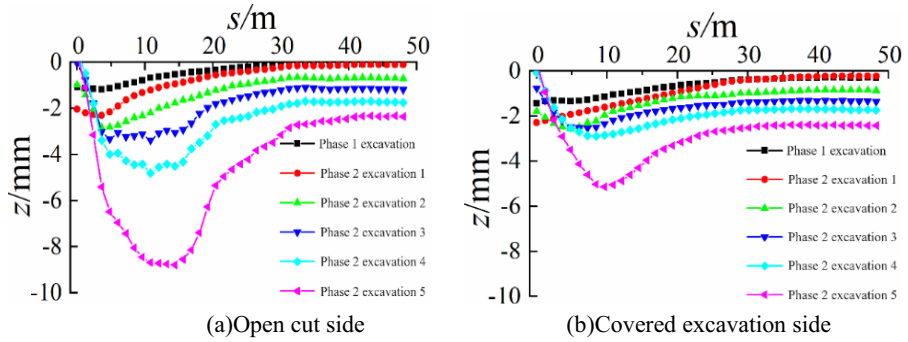 s/m
0 10 20 30 40 50
0
-2
-4
-6
-8
-10
z/mm
Phase 1 excavation
Phase 2 excavation 1
Phase 2 excavation 2
Phase 2 excavation 3
Phase 2 excavation 4
Phase 2 excavation 5
(a)Open cut side
s/m
0 10 20 30 40 50
0
-2
-4
-6
-8
-10
z/mm
Phase 1 excavation
Phase 2 excavation 1
Phase 2 excavation 2
Phase 2 excavation 3
Phase 2 excavation 4
Phase 2 excavation 5
(b)Covered excavation side